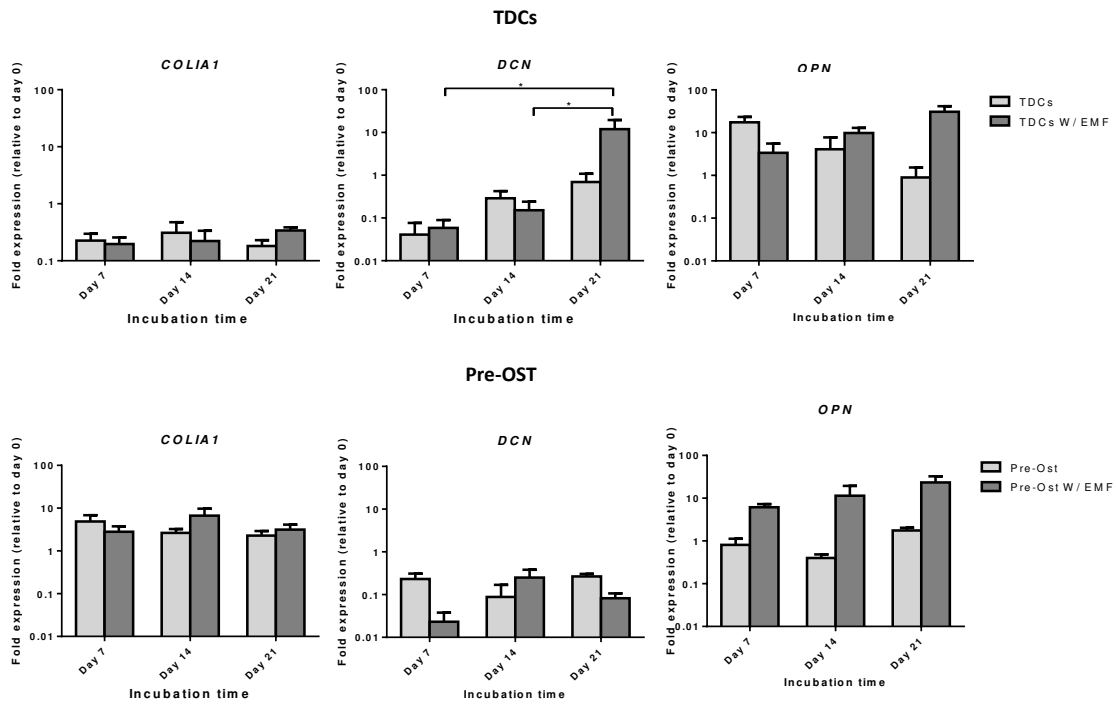 TDCs
COLIA1
Fold expression (relative to day 0)
100
10
1
0.1
Day 7
Day 14
Day 21
Incubation time
DCN
Fold expression (relative to day 0)
100
10
1
0.1
0.01
*
*
Day 7
Day 14
Day 21
Incubation time
OPN
Fold expression (relative to day 0)
100
10
1
0.1
0.01
Day 7
Day 14
Day 21
Incubation time
TDCs
TDCs W/ EMF
Pre-OST
COLIA1
Fold expression (relative to day 0)
100
10
1
0.1
0.01
Day 7
Day 14
Day 21
Incubation time
DCN
Fold expression (relative to day 0)
100
10
1
0.1
0.01
Day 7
Day 14
Day 21
Incubation time
OPN
Fold expression (relative to day 0)
100
10
1
0.1
0.01
Day 7
Day 14
Day 21
Incubation time
Pre-Ost
Pre-Ost W/ EMF